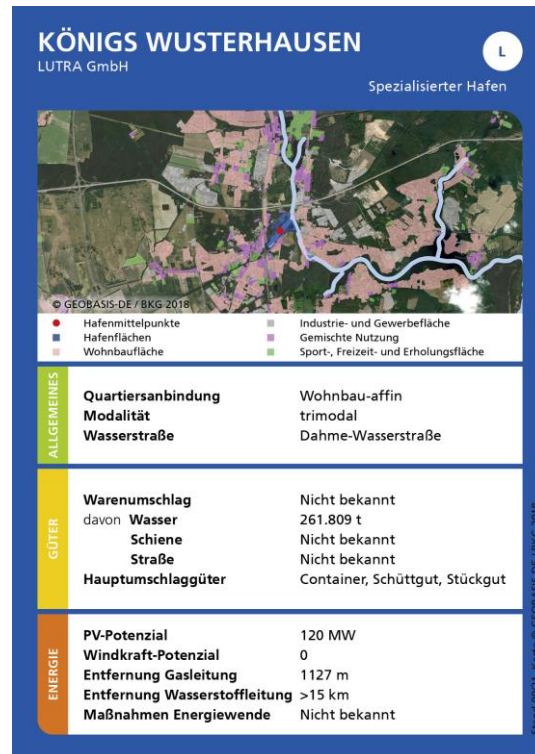 KÖNIGS WUSTERHAUSEN
LUTRA GmbH
L
Spezialisierter Hafen
© GEOBASIS-DE / BKG 2018
Hafenmittelpunkte
Hafenflächen
Wohnbaufläche
Industrie- und Gewerbefläche
Gemischte Nutzung
Sport-, Freizeit- und Erholungsfläche
ALLGEMEINES
Quartiersanbindung Wohnbau-affin
Modalität trimodal
Wasserstraße Dahme-Wasserstraße
GÜTER
Warenumschlag Nicht bekannt
davon Wasser 261.809 t
Schiene Nicht bekannt
Straße Nicht bekannt
Hauptumschlaggüter Container, Schüttgut, Stückgut
ENERGIE
PV-Potenzial 120 MW
Windkraft-Potenzial 0
Entfernung Gasleitung 1127 m
Entfernung Wasserstoffleitung >15 km
Maßnahmen Energiewende Nicht bekannt